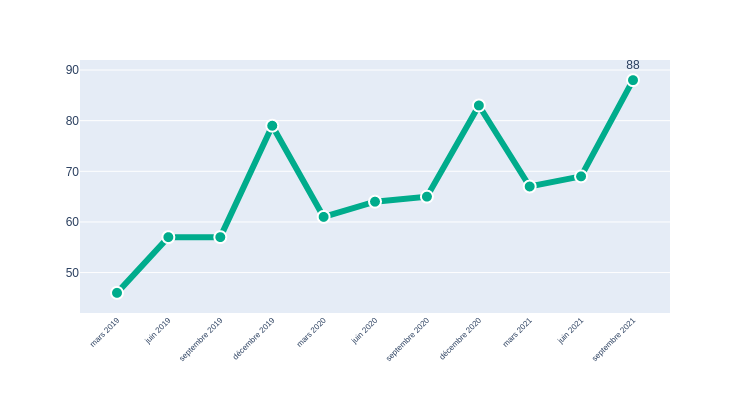 88
90
80
70
60
50
mars 2019
juin 2019
septembre 2019
décembre 2019
mars 2020
juin 2020
septembre 2020
décembre 2020
mars 2021
juin 2021
septembre 2021